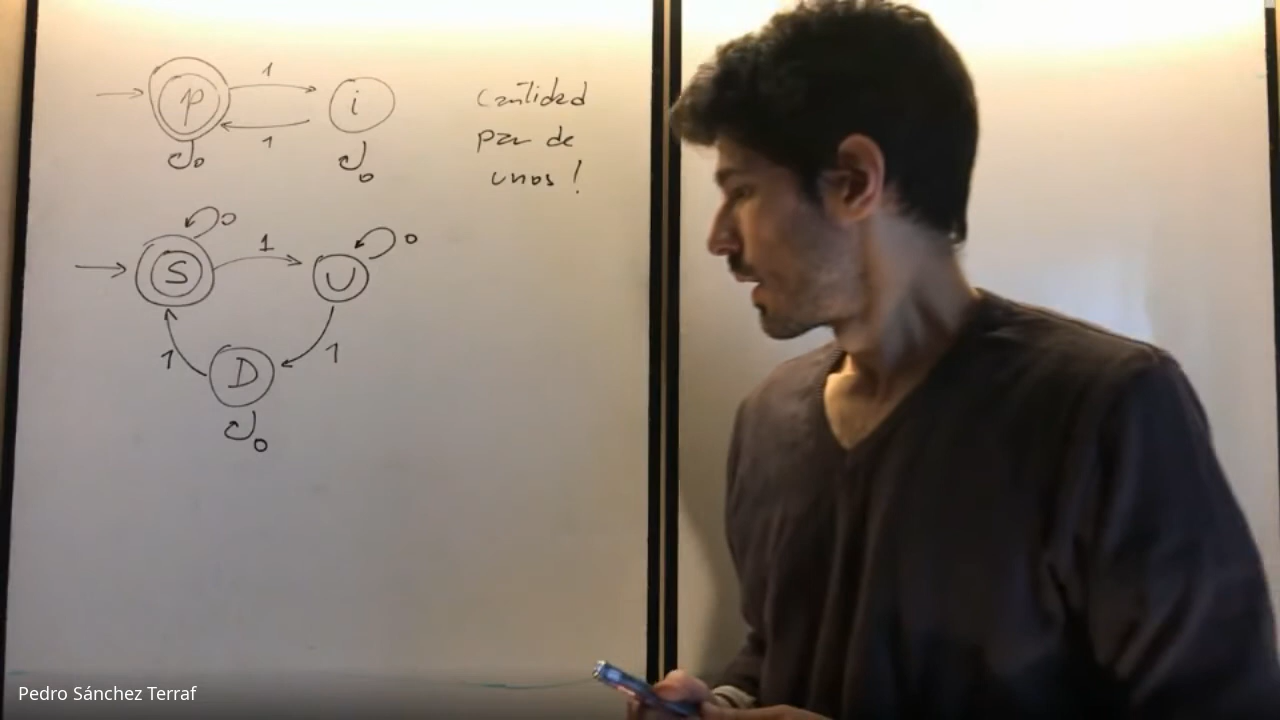 1
p
i
1
0
0
cantidad
par de
unos!
0
1
0
S
U
1
1
D
0
Pedro Sánchez Terraf